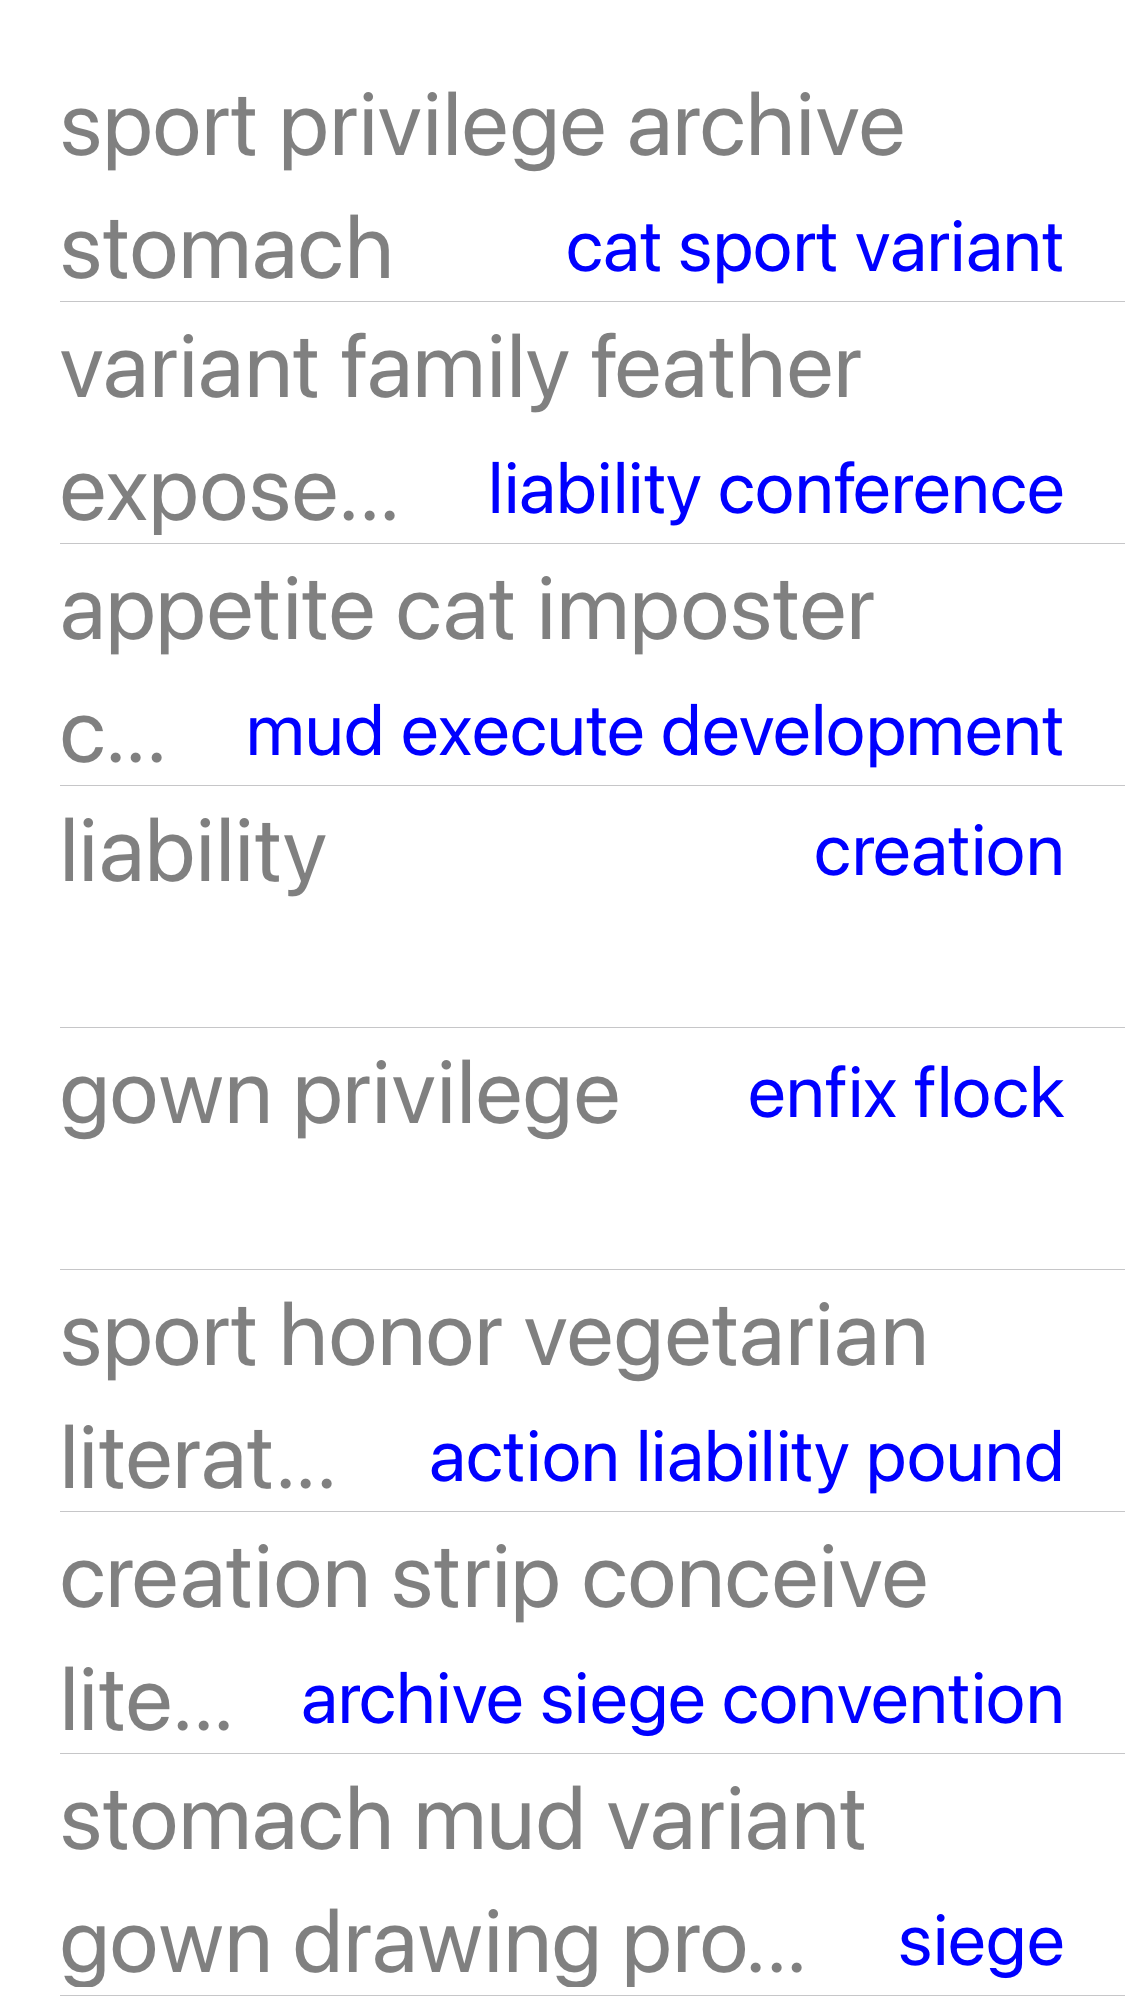 sport privilege archive
stomach cat sport variant
variant family feather
expose... liability conference
appetite cat imposter
c... mud execute development
liability creation
gown privilege enfix flock
sport honor vegetarian
literat... action liability pound
creation strip conceive
lite... archive siege convention
stomach mud variant
gown drawing pro... siege